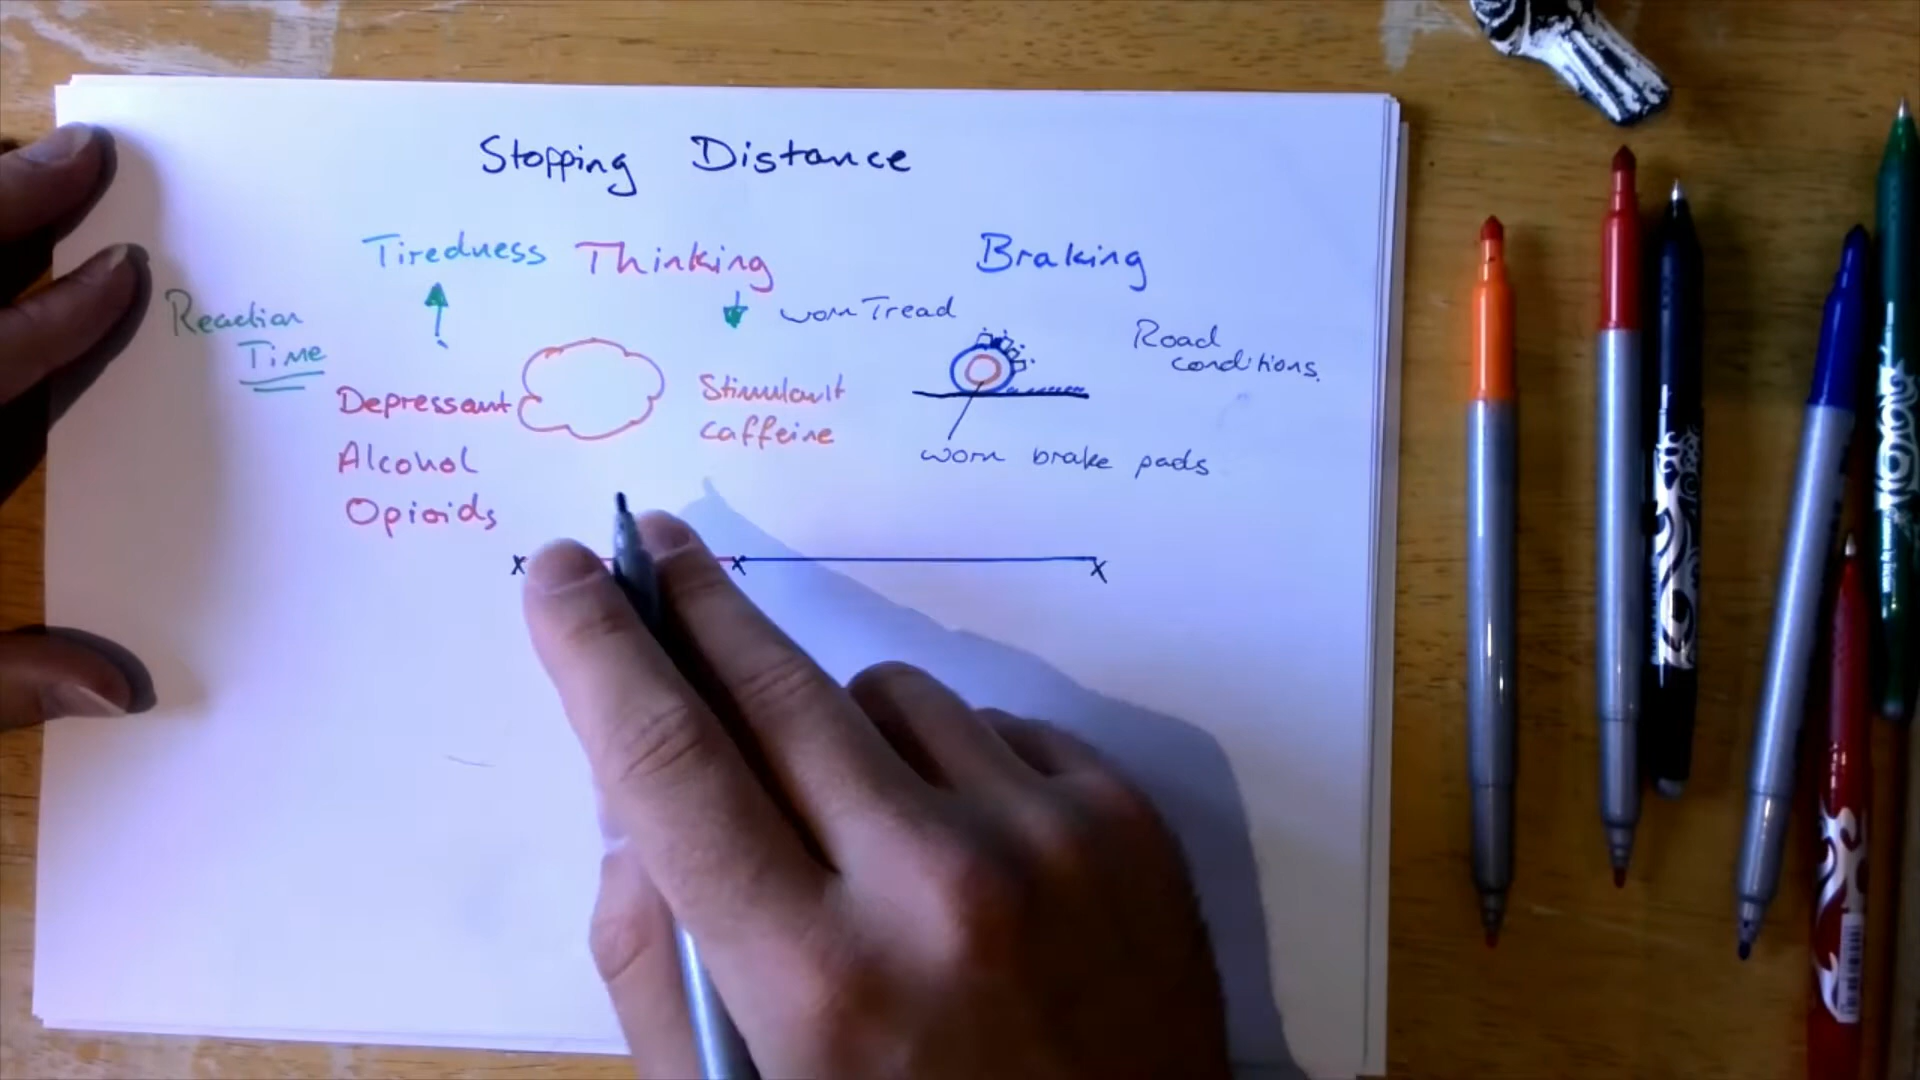 Stopping Distance
Tiredness Thinking Braking
Reaction
Time
worn Tread
Road
conditions.
Depressant
Stimulant
caffeine
Alcohol
worn brake pads
Opioids
x x x